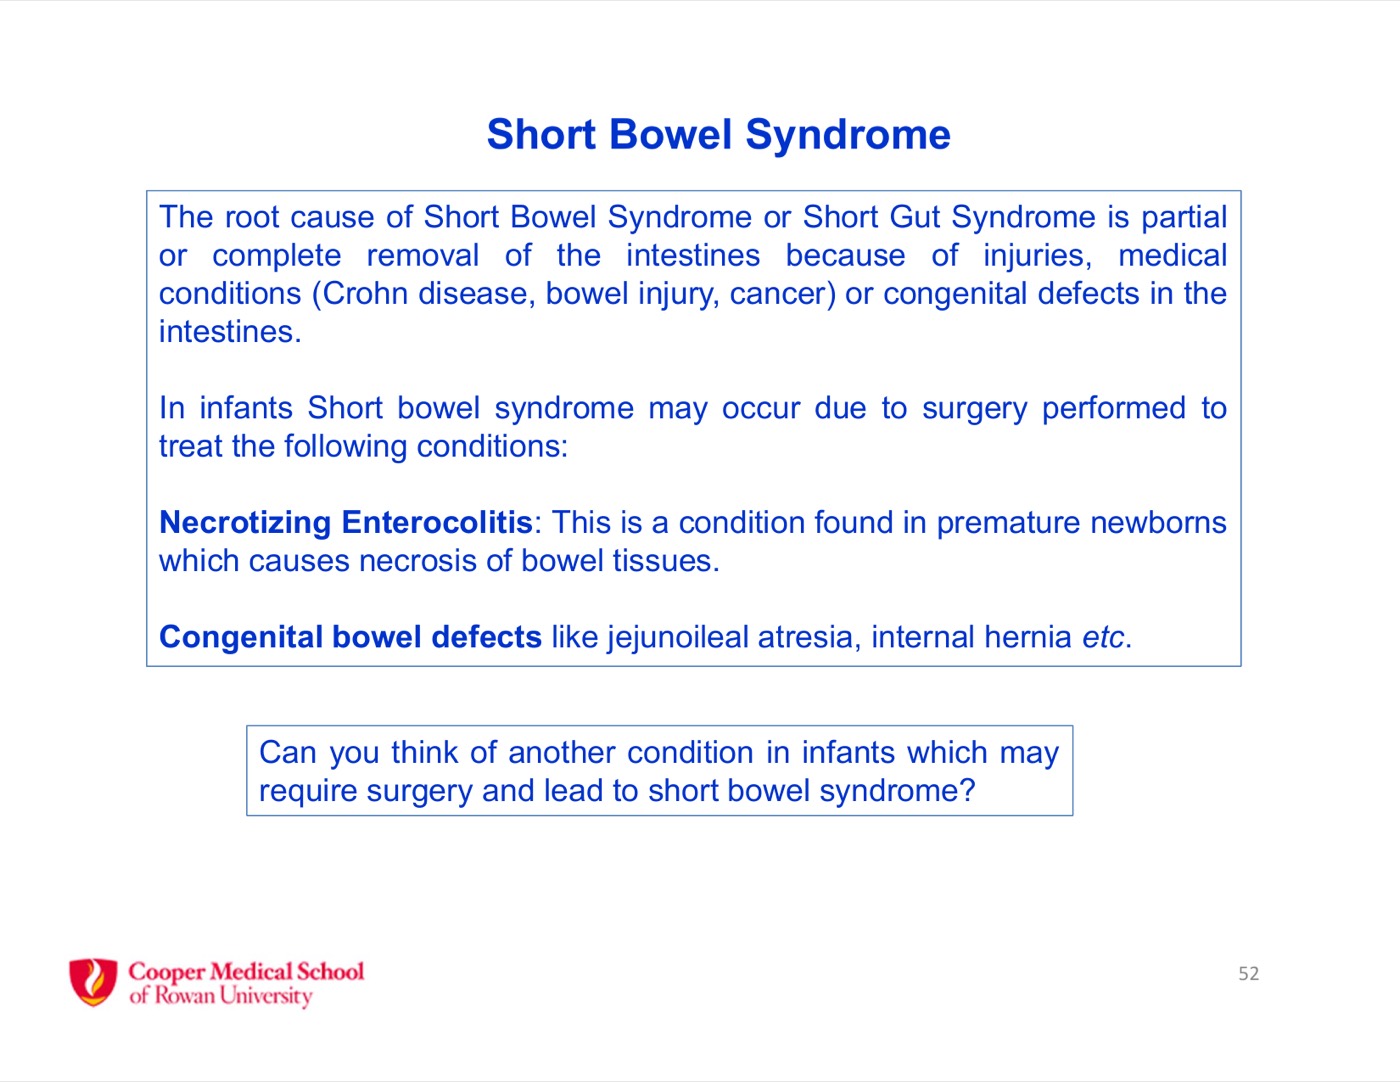 Short Bowel Syndrome
The root cause of Short Bowel Syndrome or Short Gut Syndrome is partial
or complete removal of the intestines because of injuries, medical
conditions (Crohn disease, bowel injury, cancer) or congenital defects in the
intestines.
In infants Short bowel syndrome may occur due to surgery performed to
treat the following conditions:
Necrotizing Enterocolitis: This is a condition found in premature newborns
which causes necrosis of bowel tissues.
Congenital bowel defects like jejunoileal atresia, internal hernia etc.
Can you think of another condition in infants which may
require surgery and lead to short bowel syndrome?
Cooper Medical School
of Rowan University
52